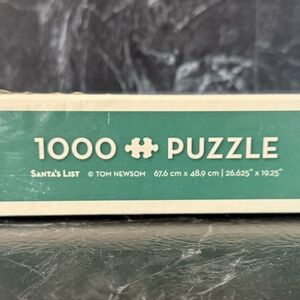 1000 PUZZLE
SANTA'S LIST © TOM NEWSOM 67.6 cm x 48.9 cm | 26.625" x 19.25"